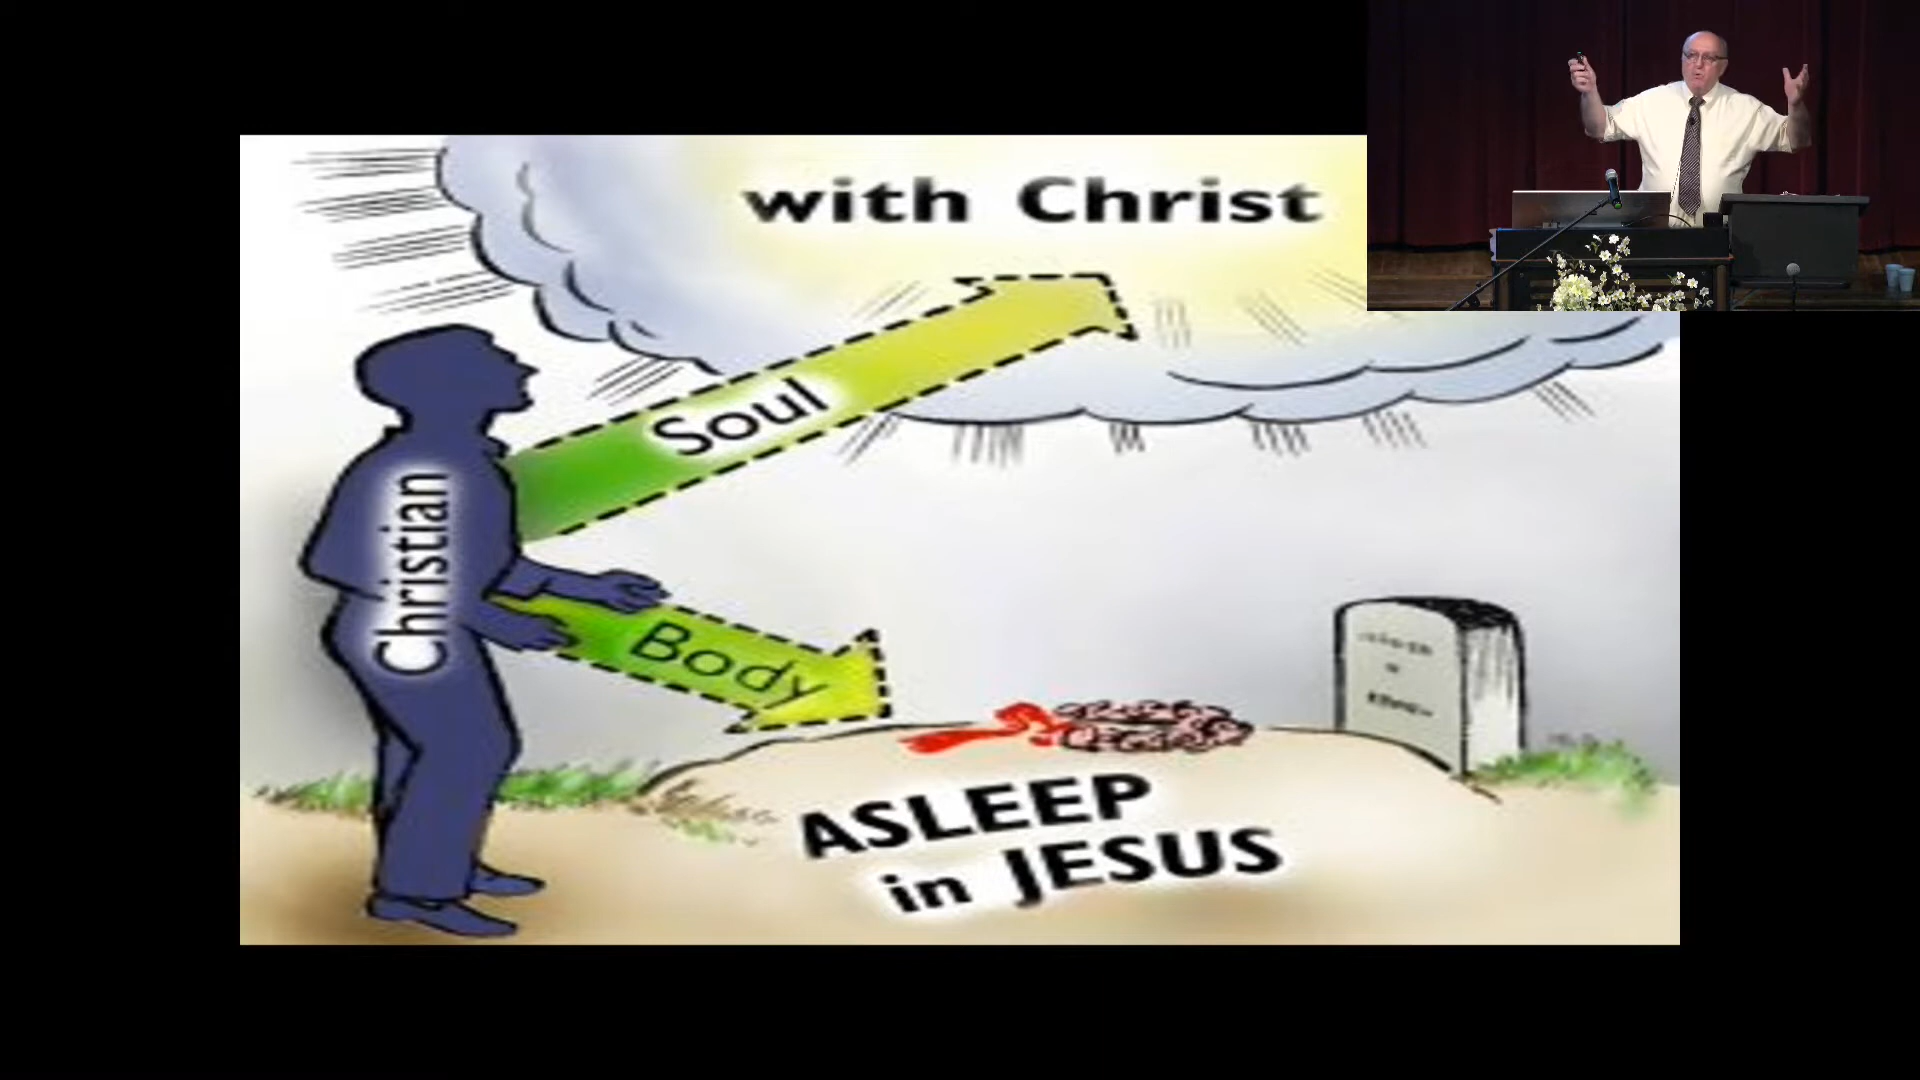 with Christ
Soul
Christian
Body
ASLEEP
in JESUS